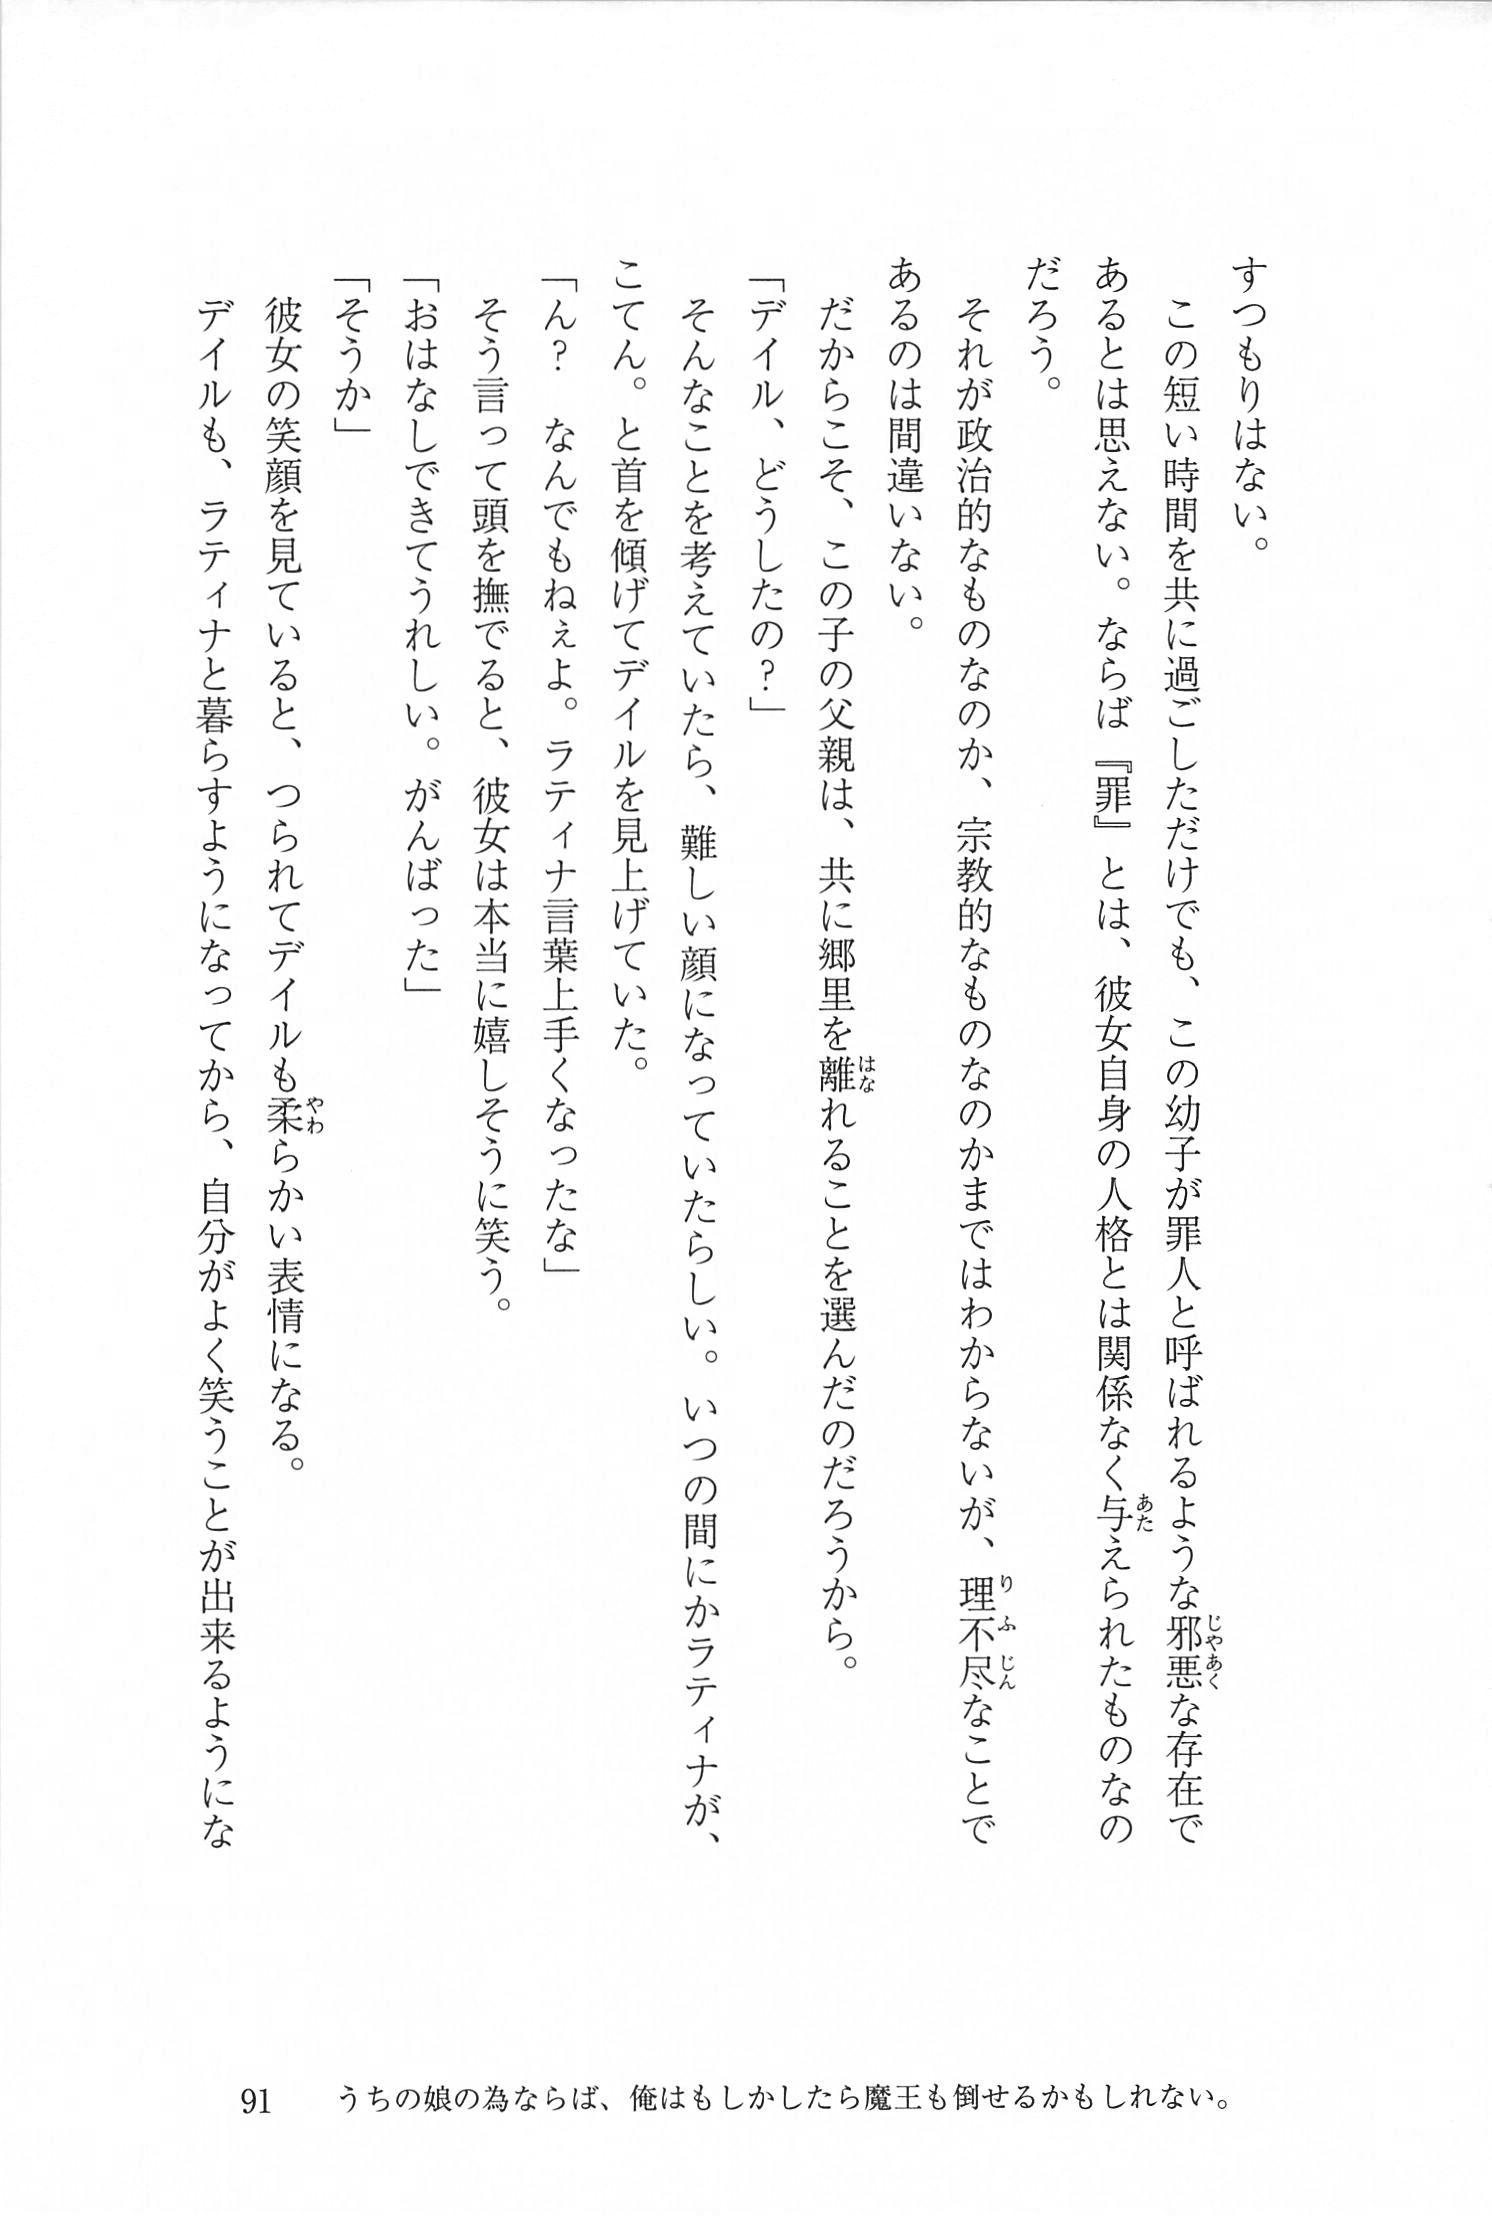 すつもりはない。
　この短い時間を共に過ごしただけでも、この幼子が罪人と呼ばれるような邪悪な存在で
あるとは思えない。ならば『罪』とは、彼女自身の人格とは関係なく与えられたものなの
だろう。
　それが政治的なものなのか、宗教的なものなのかまではわからないが、理不尽なことで
あるのは間違いない。
　だからこそ、この子の父親は、共に郷里を離れることを選んだのだろうから。
「デイル、どうしたの？」
　そんなことを考えていたら、難しい顔になっていたらしい。いつの間にかラティナが、
こてん。と首を傾げてデイルを見上げていた。
「ん？　なんでもねぇよ。ラティナ言葉上手くなったな」
　そう言って頭を撫でると、彼女は本当に嬉しそうに笑う。
「おはなしできてうれしい。がんばった」
「そうか」
　彼女の笑顔を見ていると、つられてデイルも柔らかい表情になる。
　デイルも、ラティナと暮らすようになってから、自分がよく笑うことが出来るようにな
91　うちの娘の為ならば、俺はもしかしたら魔王も倒せるかもしれない。